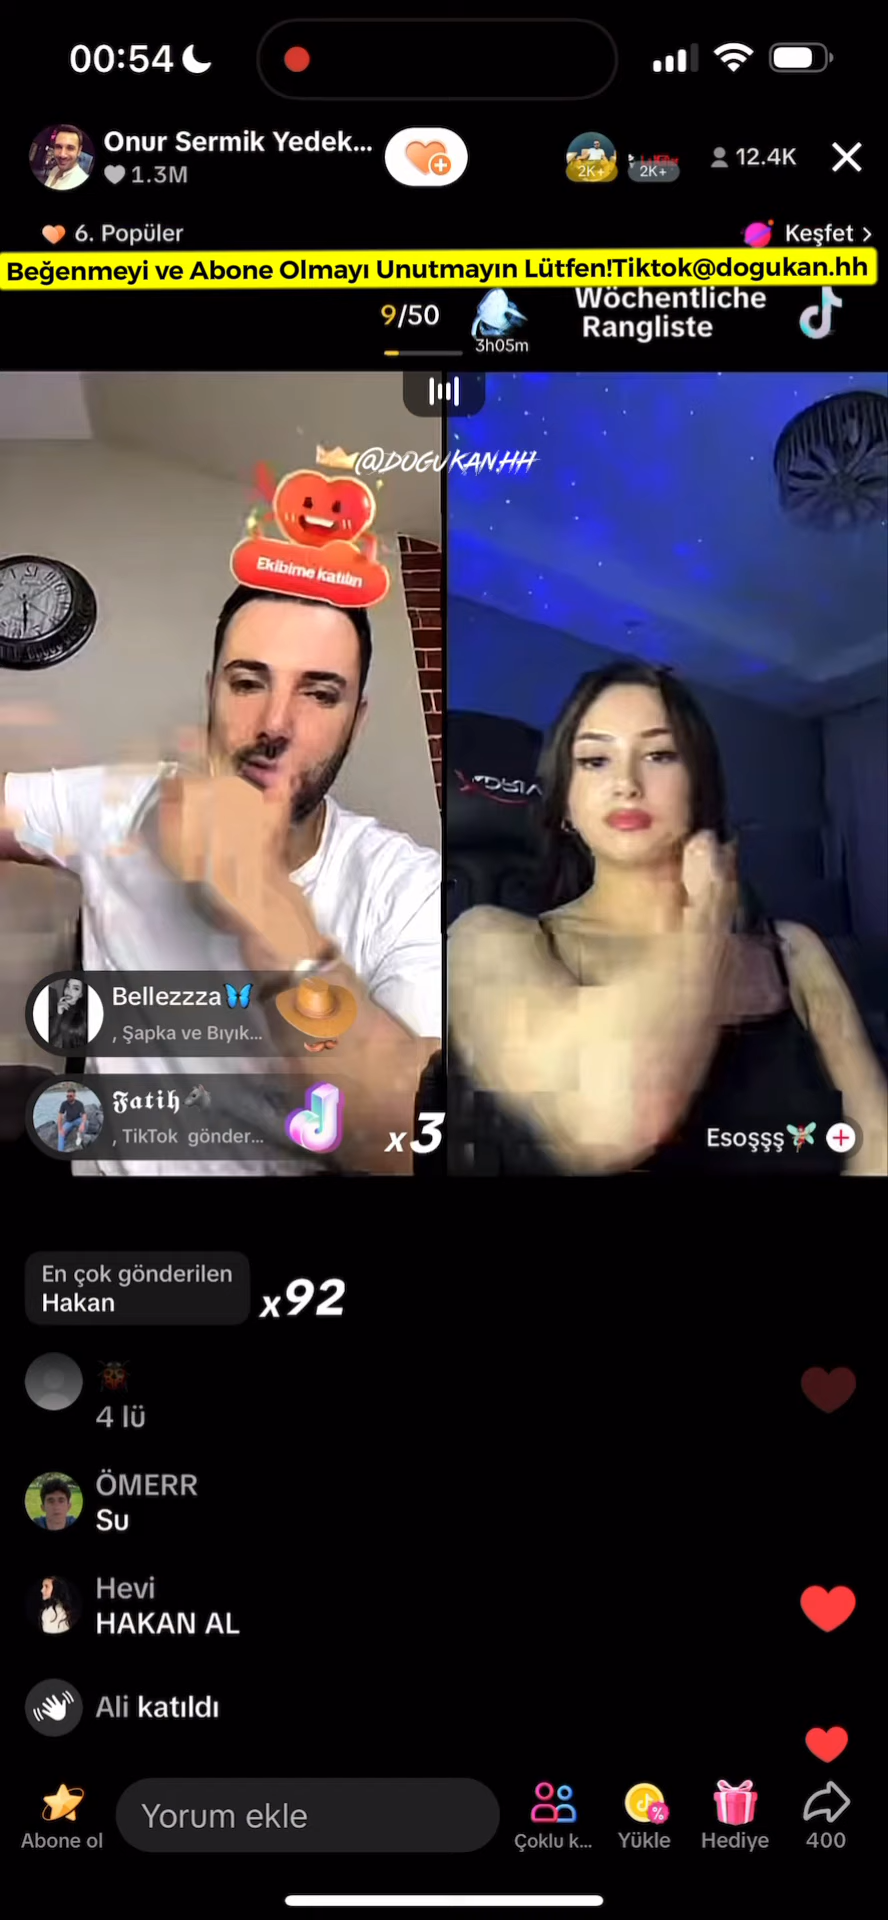 00:54
Onur Sermik Yedek...
1.3M
2K+
2K+
12.4K
6. Popüler
Keşfet >
Beğenmeyi ve Abone Olmayı Unutmayın Lütfen!Tiktok@dogukan.hh
9/50
3h05m
Wöchentliche
Rangliste
@DOGUKAN.HH
Ekibime katılın
Bellezzza
, Şapka ve Bıyık...
𝕱𝖆𝖙𝖎𝖍
, TikTok gönder...
x3
Esoşşş
En çok gönderilen
Hakan
x92
4 lü
ÖMERR
Su
Hevi
HAKAN AL
Ali katıldı
Abone ol
Yorum ekle
Çoklu k...
Yükle
Hediye
400